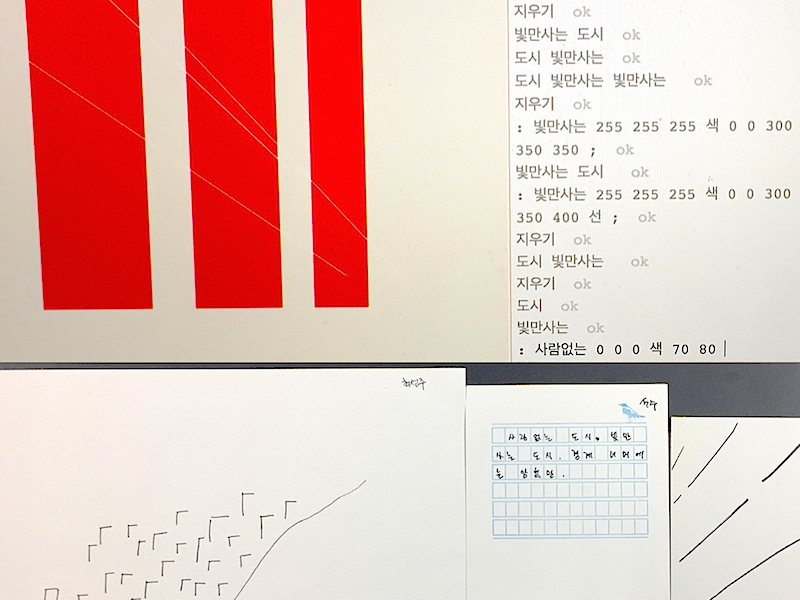 지우기 ok
빛만사는 도시 ok
도시 빛만사는 ok
도시 빛만사는 빛만사는 ok
지우기 ok
: 빛만사는 255 255 255 색 0 0 300
350 350 ; ok
빛만사는 도시 ok
: 빛만사는 255 255 255 색 0 0 300
350 400 선 ; ok
지우기 ok
도시 빛만사는 ok
지우기 ok
도시 ok
빛만사는 ok
: 사람없는 0 0 0 색 70 80
사람 없는 도시, 빛만
사는 도시. 경계 너머에
는 암흑만.